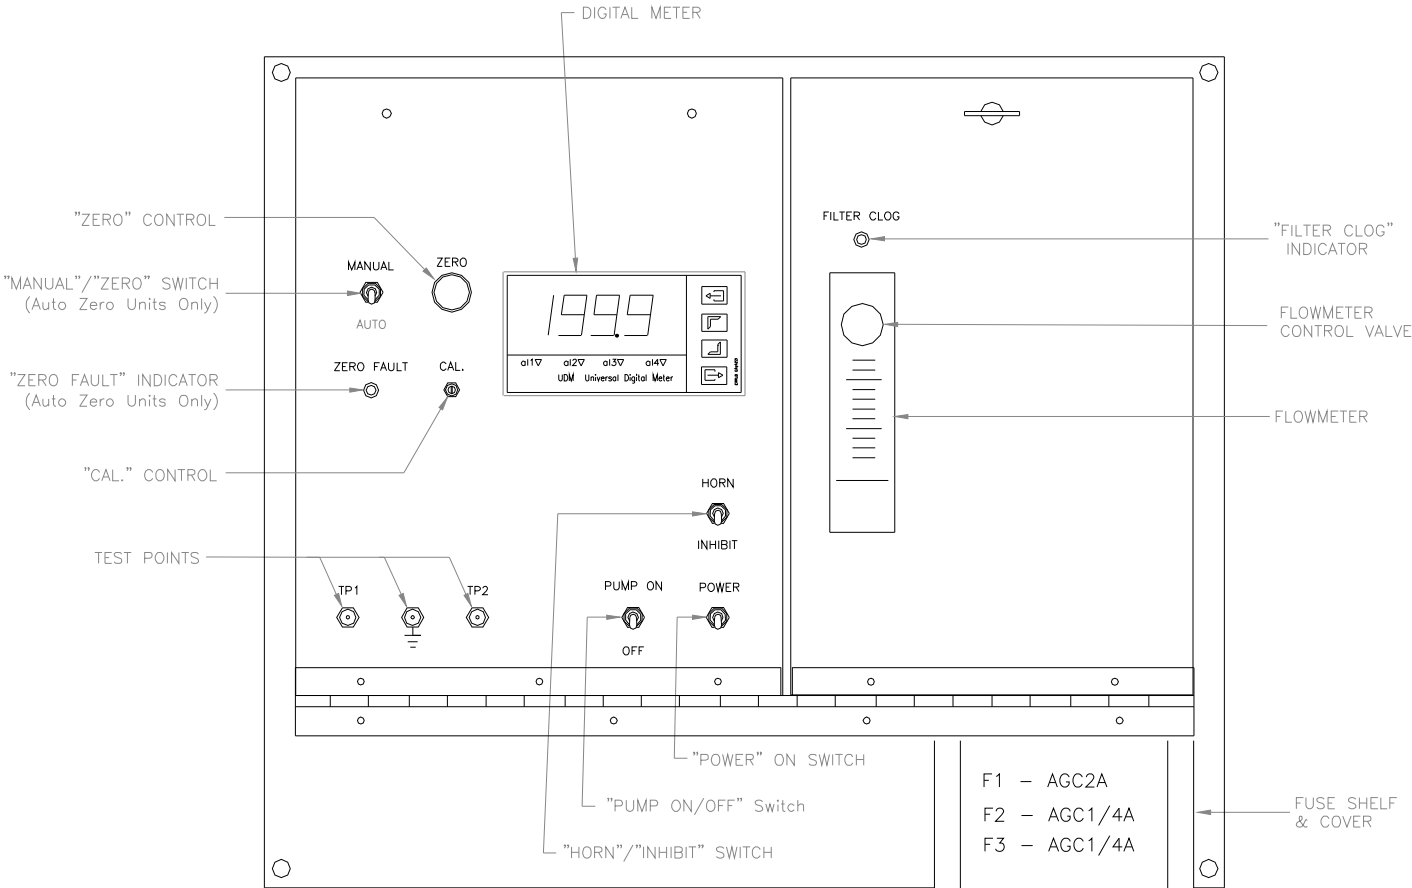 DIGITAL METER
"ZERO" CONTROL
"MANUAL"/"ZERO" SWITCH
(Auto Zero Units Only)
"ZERO FAULT" INDICATOR
(Auto Zero Units Only)
"CAL." CONTROL
TEST POINTS
MANUAL
AUTO
ZERO
ZERO FAULT
CAL.
199.9
al1▽ al2▽ al3▽ al4▽
UDM Universal Digital Meter
HORN
INHIBIT
TP1
TP2
PUMP ON
OFF
POWER
FILTER CLOG
"FILTER CLOG"
INDICATOR
FLOWMETER
CONTROL VALVE
FLOWMETER
"POWER" ON SWITCH
"PUMP ON/OFF" Switch
"HORN"/"INHIBIT" SWITCH
F1 - AGC2A
F2 - AGC1/4A
F3 - AGC1/4A
FUSE SHELF
& COVER